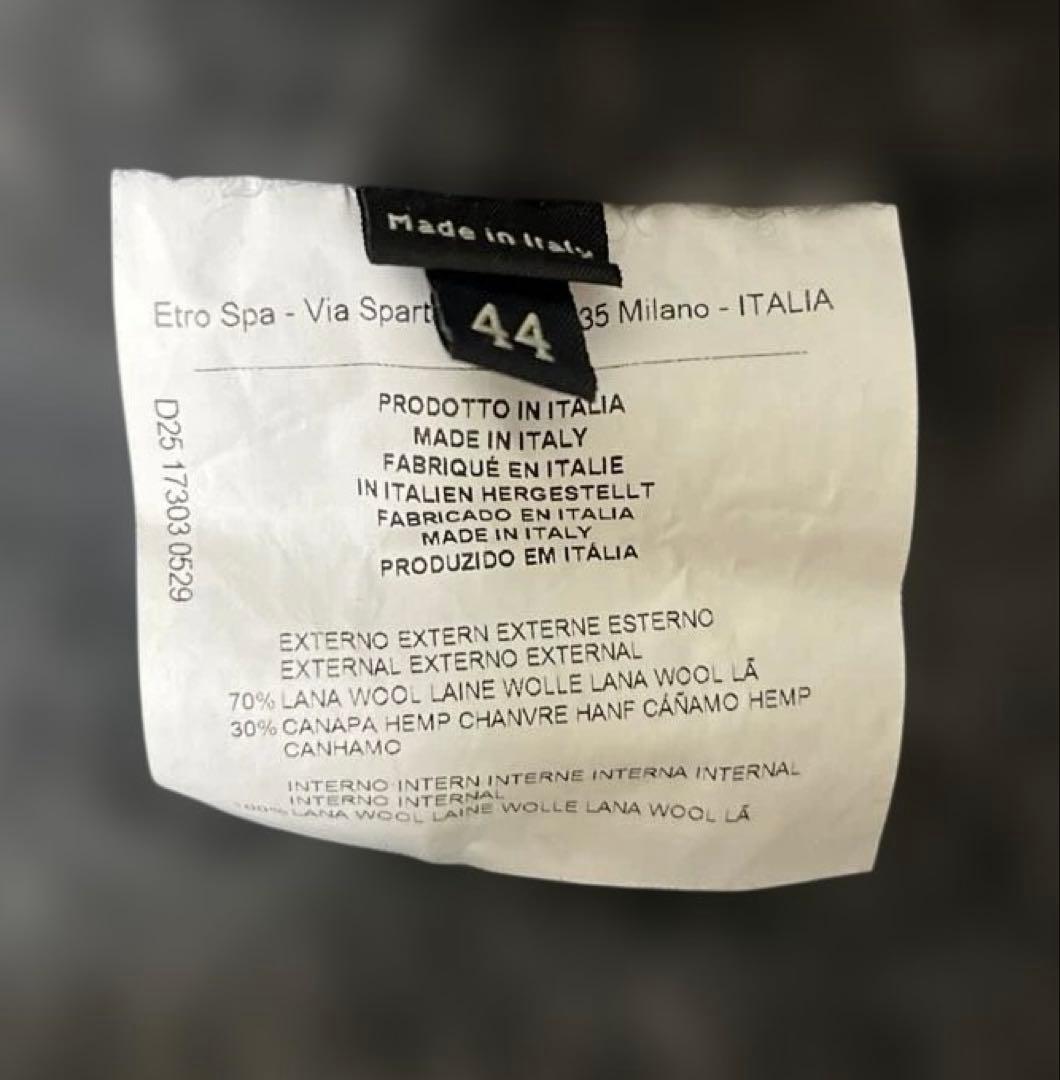 Made in Italy
44
Etro Spa - Via Spart 35 Milano - ITALIA
D25 17303 0529
PRODOTTO IN ITALIA
MADE IN ITALY
FABRIQUÉ EN ITALIE
IN ITALIEN HERGESTELLT
FABRICADO EN ITALIA
MADE IN ITALY
PRODUZIDO EM ITÁLIA
EXTERNO EXTERN EXTERNE ESTERNO
EXTERNAL EXTERNO EXTERNAL
70% LANA WOOL LAINE WOLLE LANA WOOL LÃ
30% CANAPA HEMP CHANVRE HANF CÁÑAMO HEMP
CANHAMO
INTERNO INTERN INTERNE INTERNA INTERNAL
INTERNO INTERNAL
100% LANA WOOL LAINE WOLLE LANA WOOL LÃ